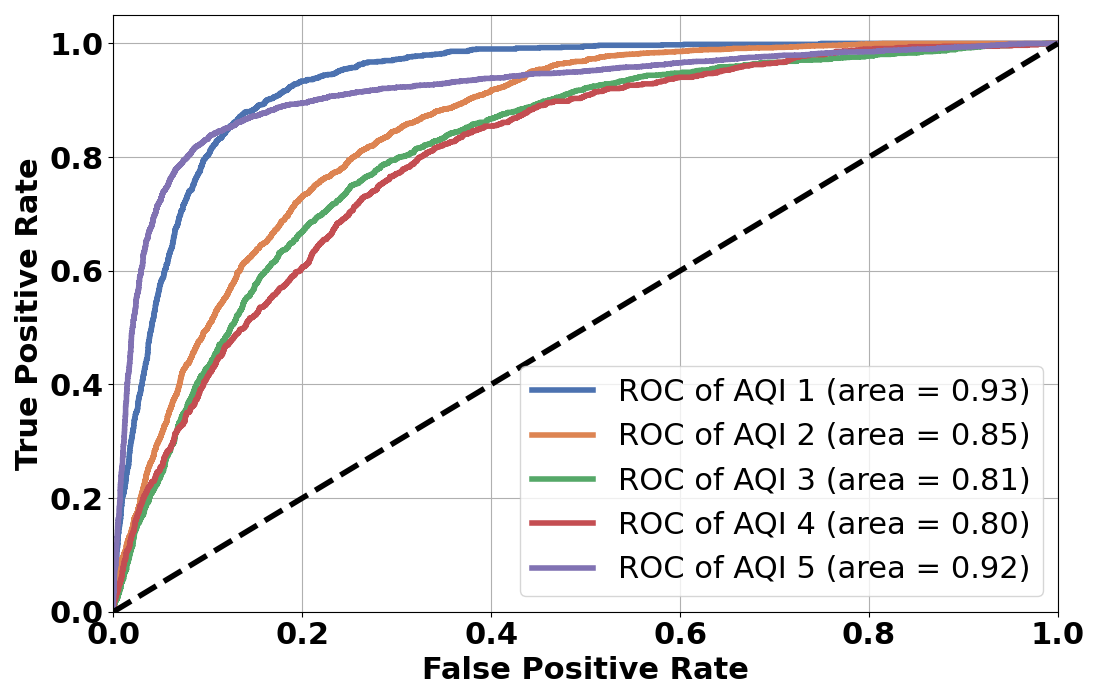 1.0
0.8
0.6
0.4
0.2
0.0
True Positive Rate
ROC of AQI 1 (area = 0.93)
ROC of AQI 2 (area = 0.85)
ROC of AQI 3 (area = 0.81)
ROC of AQI 4 (area = 0.80)
ROC of AQI 5 (area = 0.92)
0.0 0.2 0.4 0.6 0.8 1.0
False Positive Rate